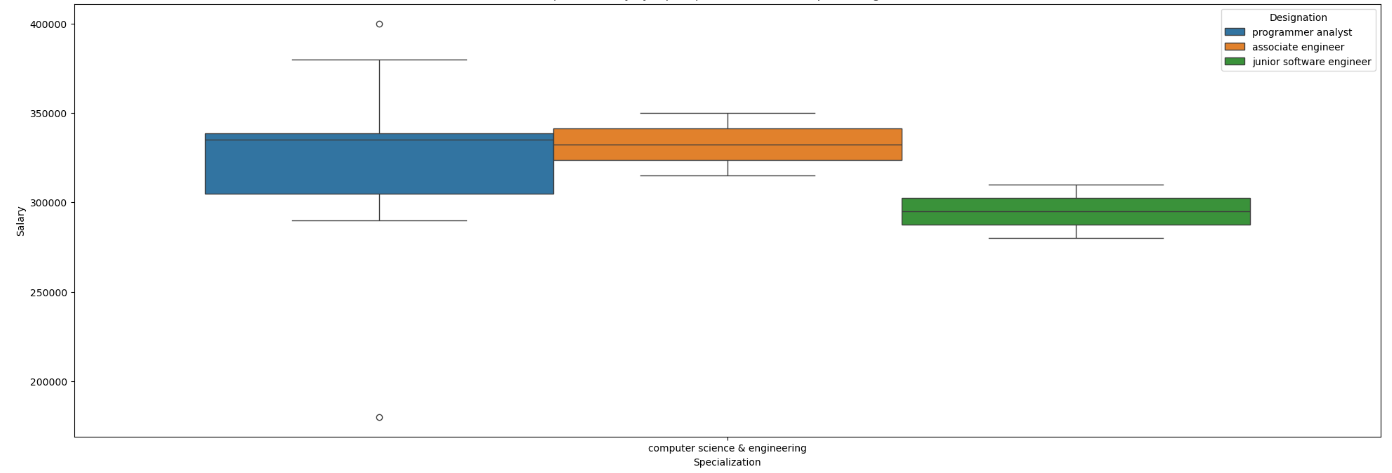 Designation
programmer analyst
associate engineer
junior software engineer
400000
350000
300000
250000
200000
Salary
computer science & engineering
Specialization